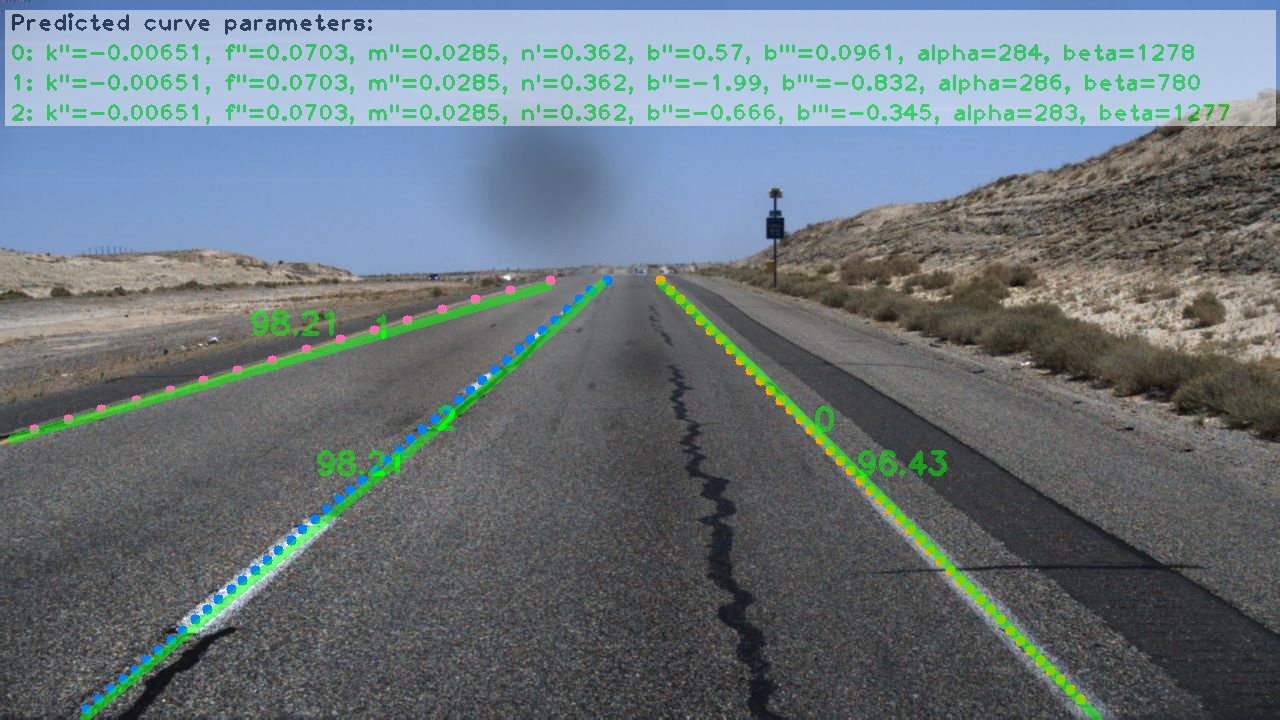 Predicted curve parameters:
0: k''=-0.00651, f''=0.0703, m''=0.0285, n'=0.362, b''=0.57, b'''=0.0961, alpha=284, beta=1278
1: k''=-0.00651, f''=0.0703, m''=0.0285, n'=0.362, b''=-1.99, b'''=-0.832, alpha=286, beta=780
2: k''=-0.00651, f''=0.0703, m''=0.0285, n'=0.362, b''=-0.666, b'''=-0.345, alpha=283, beta=1277
98.21 1
2
0
98.21
96.43